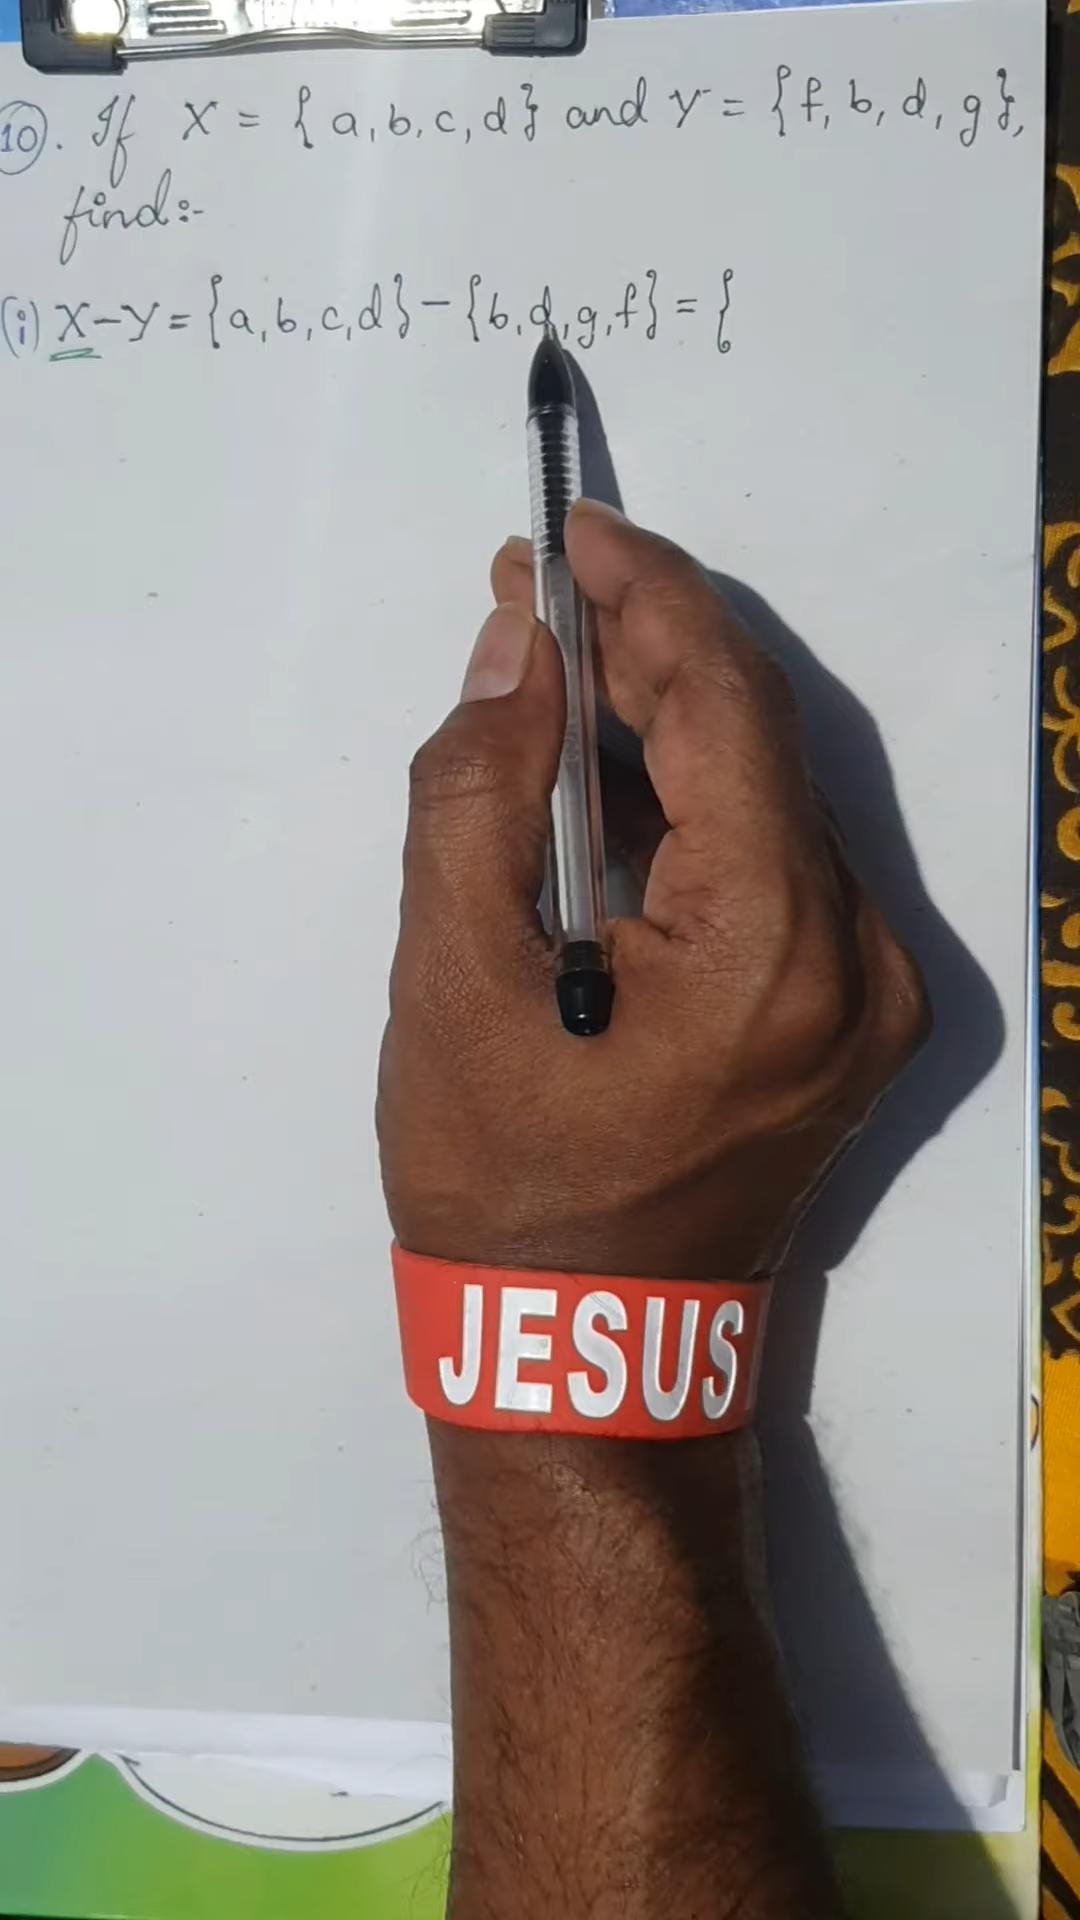 10. If X = {a, b, c, d} and Y = {f, b, d, g},
find:-
(i) X-Y = {a, b, c, d} - {b, d, g, f} = {
JESUS